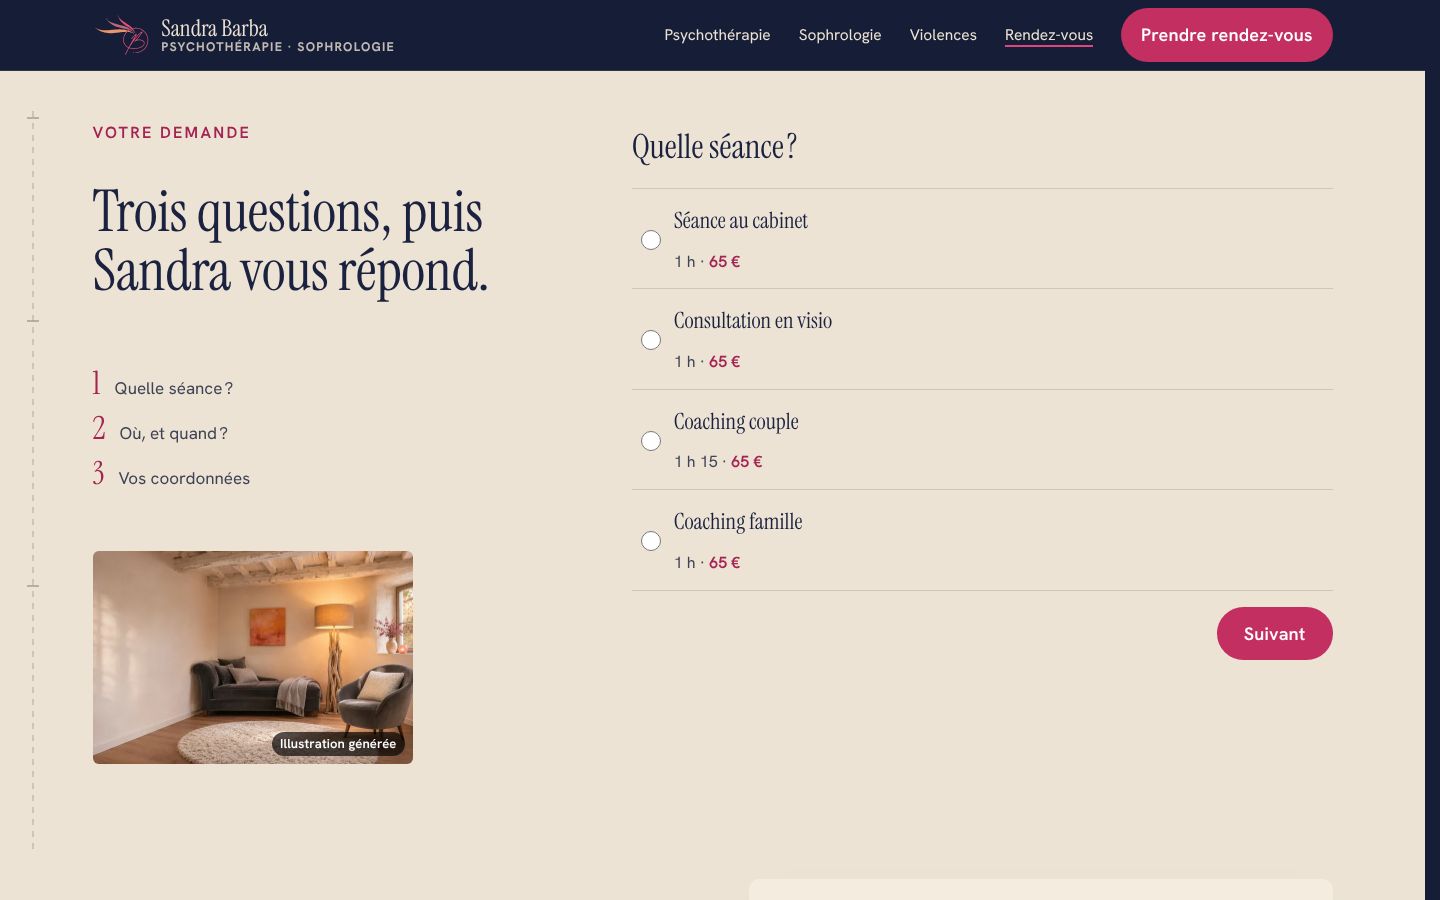 Sandra Barba
PSYCHOTHÉRAPIE · SOPHROLOGIE
Psychothérapie
Sophrologie
Violences
Rendez-vous
Prendre rendez-vous
VOTRE DEMANDE
Trois questions, puis
Sandra vous répond.
1 Quelle séance ?
2 Où, et quand ?
3 Vos coordonnées
Illustration générée
Quelle séance ?
Séance au cabinet
1 h · 65 €
Consultation en visio
1 h · 65 €
Coaching couple
1 h 15 · 65 €
Coaching famille
1 h · 65 €
Suivant